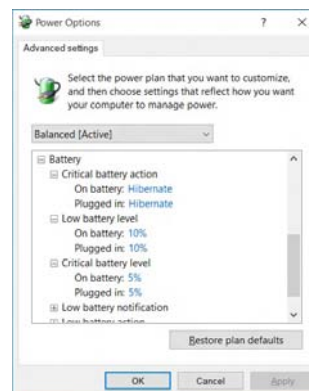 Power Options
Advanced settings
Select the power plan that you want to customize,
and then choose settings that reflect how you want
your computer to manage power.
Balanced [Active]
Battery
Critical battery action
On battery: Hibernate
Plugged in: Hibernate
Low battery level
On battery: 10%
Plugged in: 10%
Critical battery level
On battery: 5%
Plugged in: 5%
Low battery notification
Low battery action
Restore plan defaults
OK Cancel Apply